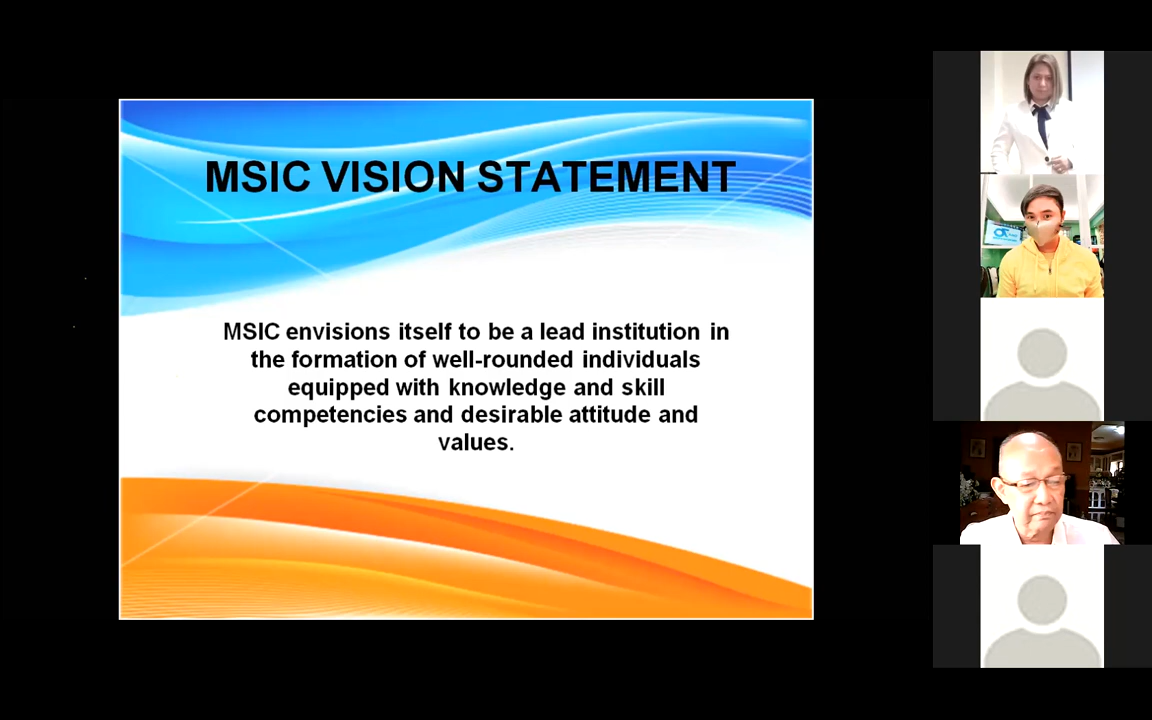 MSIC VISION STATEMENT
MSIC envisions itself to be a lead institution in
the formation of well-rounded individuals
equipped with knowledge and skill
competencies and desirable attitude and
values.